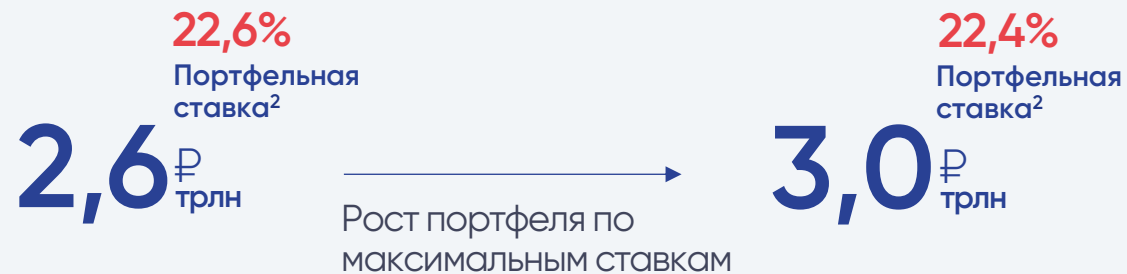 22,6%
Портфельная
ставка²
2,6 ₽
трлн
Рост портфеля по
максимальным ставкам
22,4%
Портфельная
ставка²
3,0 ₽
трлн